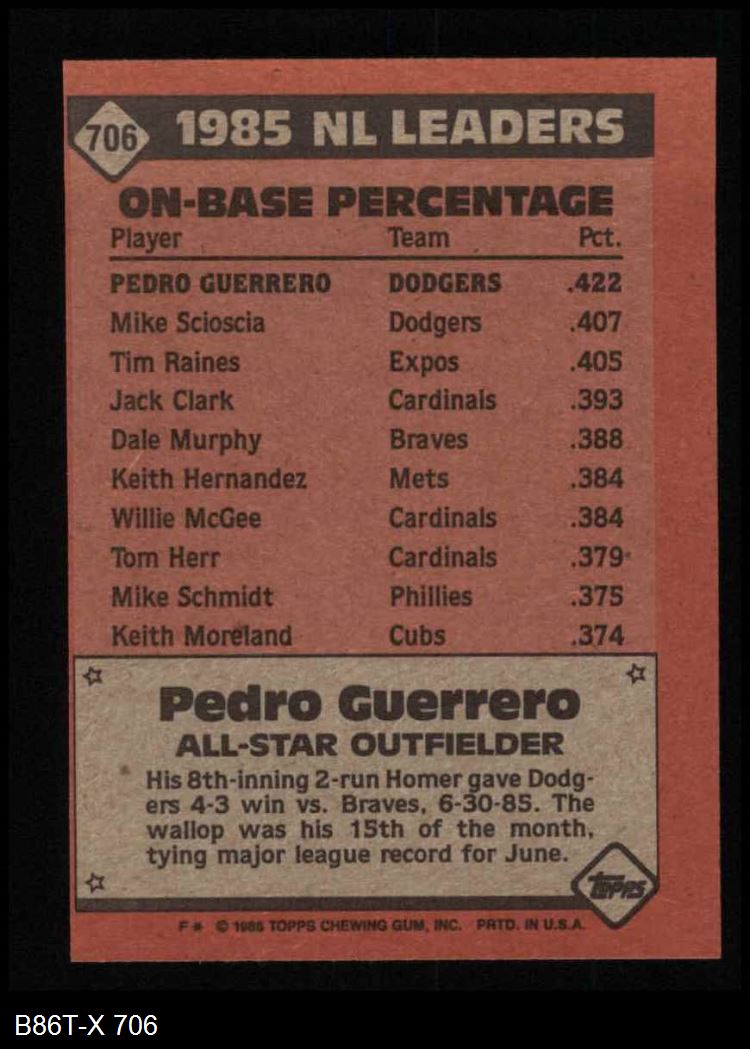 706 1985 NL LEADERS
ON-BASE PERCENTAGE
Player Team Pct.
PEDRO GUERRERO DODGERS .422
Mike Scioscia Dodgers .407
Tim Raines Expos .405
Jack Clark Cardinals .393
Dale Murphy Braves .388
Keith Hernandez Mets .384
Willie McGee Cardinals .384
Tom Herr Cardinals .379
Mike Schmidt Phillies .375
Keith Moreland Cubs .374
Pedro Guerrero
ALL-STAR OUTFIELDER
His 8th-inning 2-run Homer gave Dodg-
ers 4-3 win vs. Braves, 6-30-85. The
wallop was his 15th of the month,
tying major league record for June.
TOPPS
F * © 1986 TOPPS CHEWING GUM, INC. PRTD. IN U.S.A.
B86T-X 706